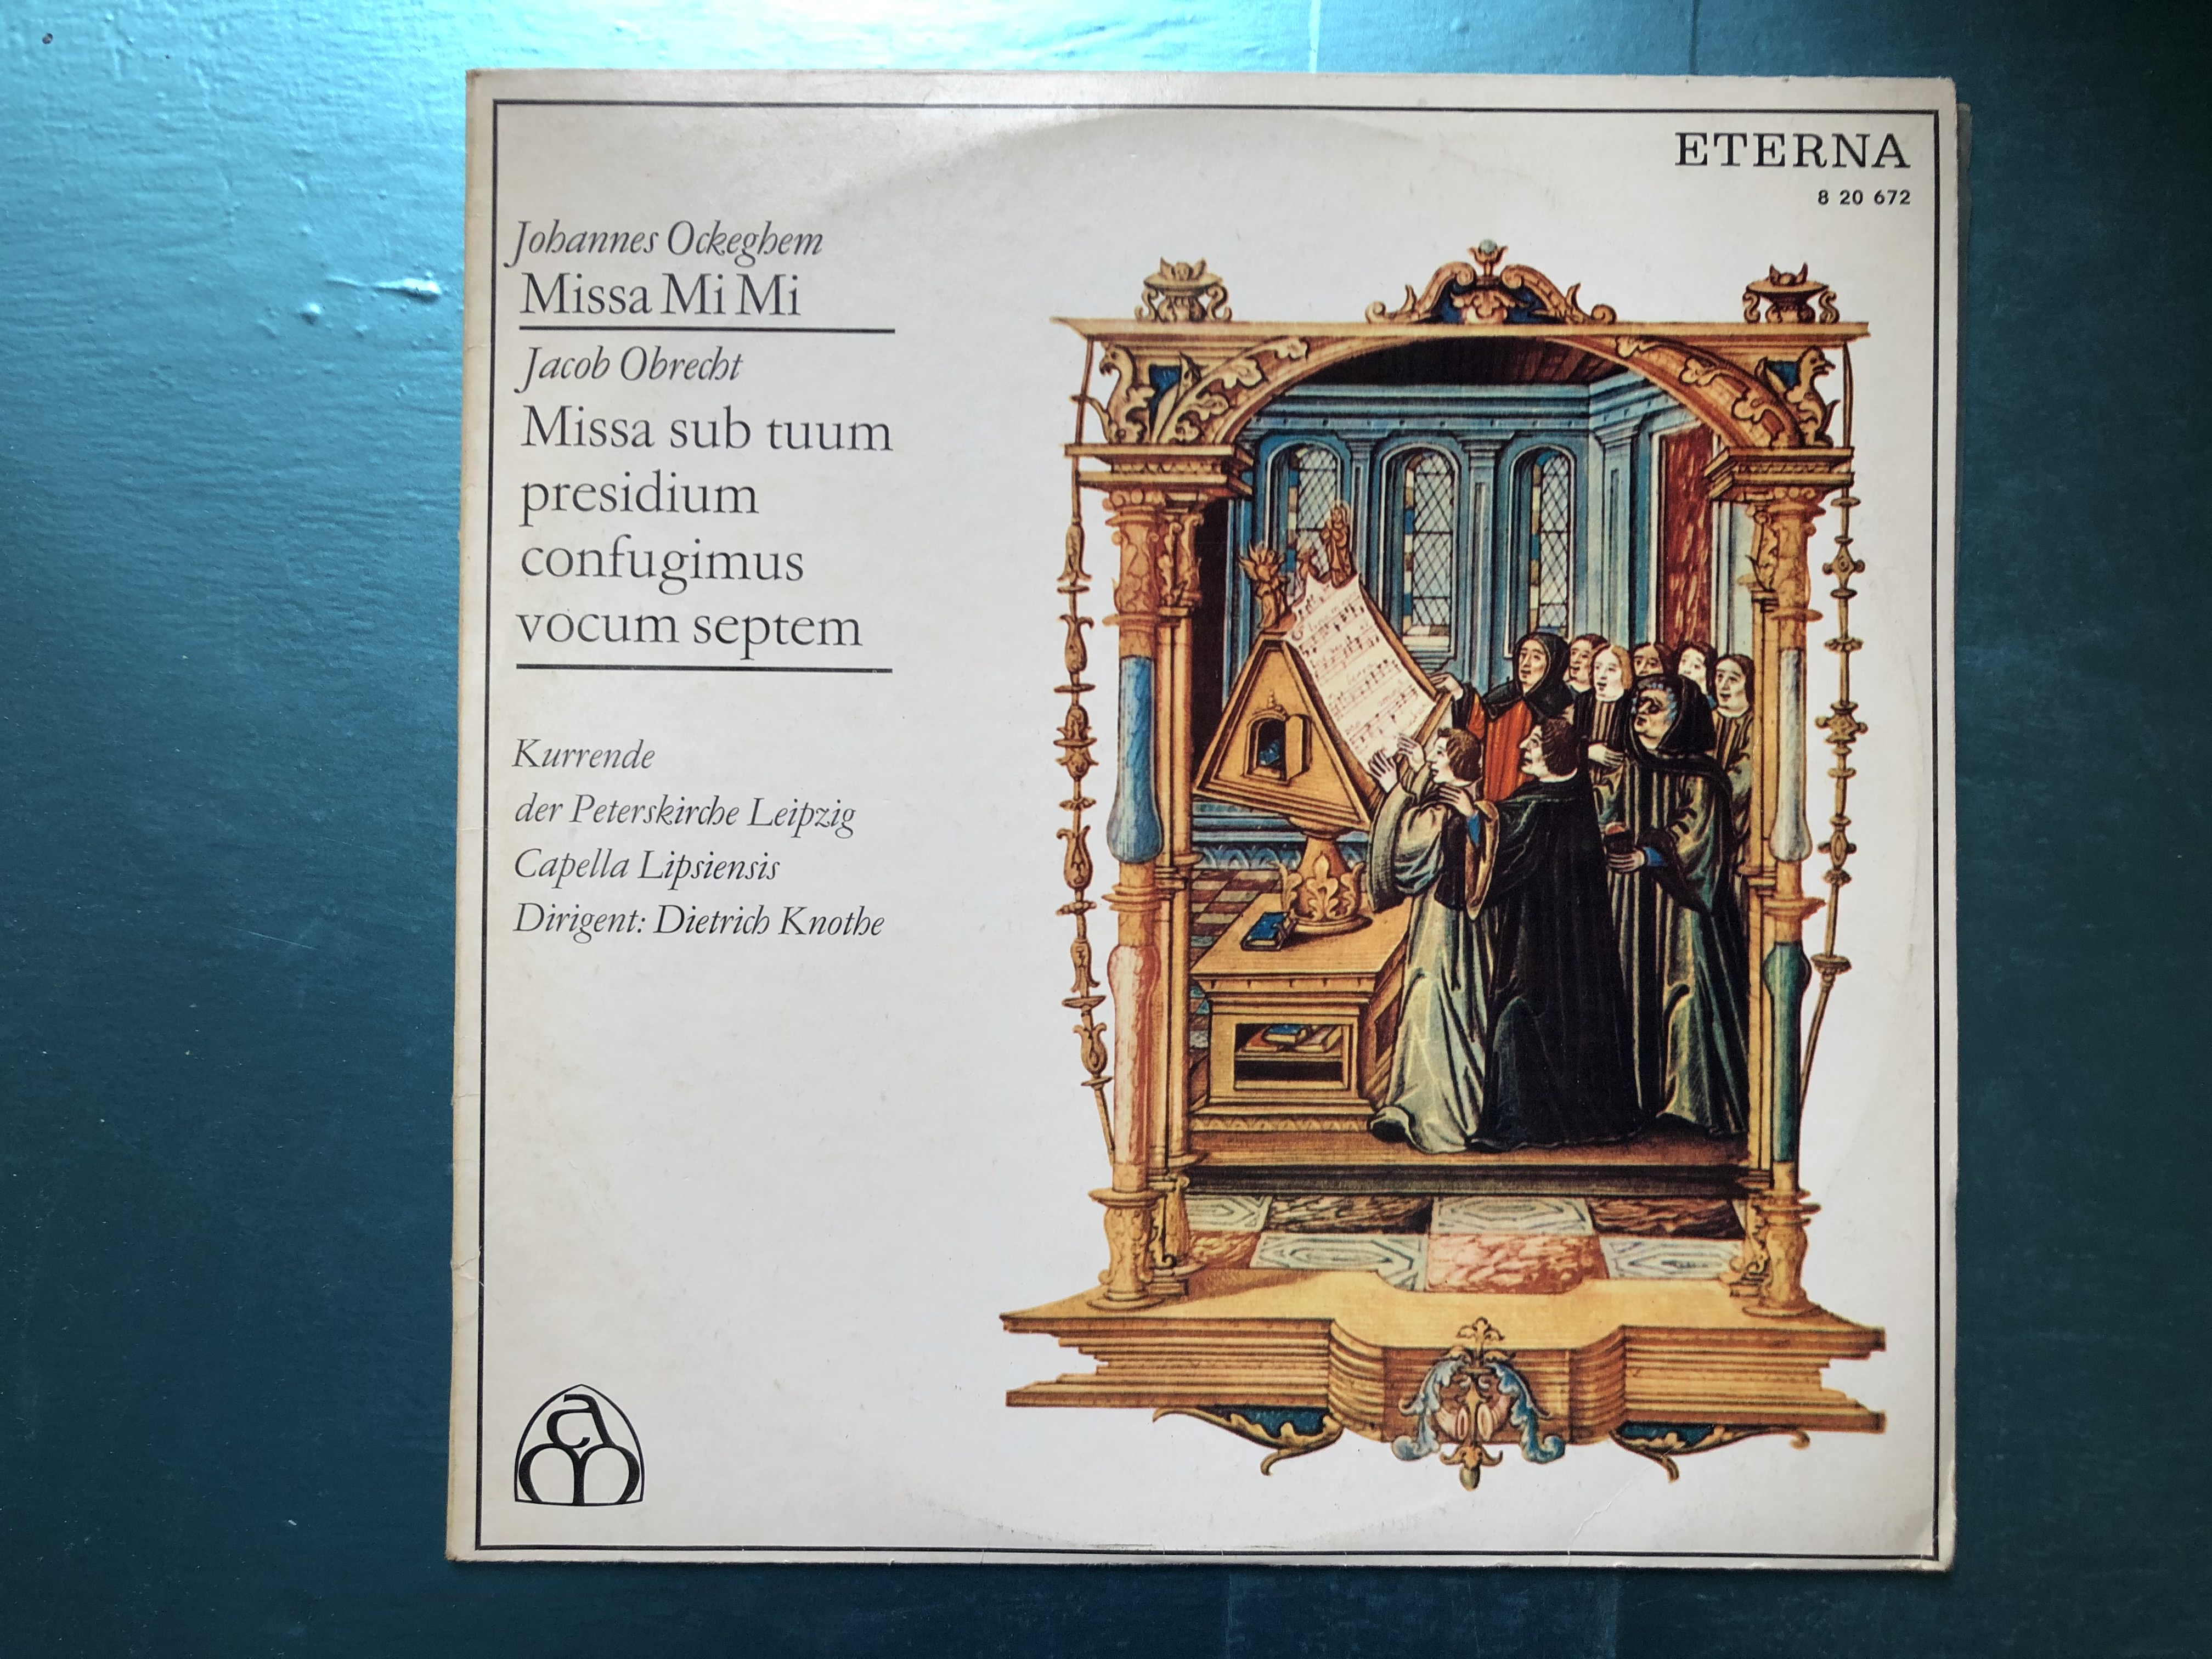 ETERNA
8 20 672
Johannes Ockeghem
Missa Mi Mi
Jacob Obrecht
Missa sub tuum
presidium
confugimus
vocum septem
Kurrende
der Peterskirche Leipzig
Capella Lipsiensis
Dirigent: Dietrich Knothe